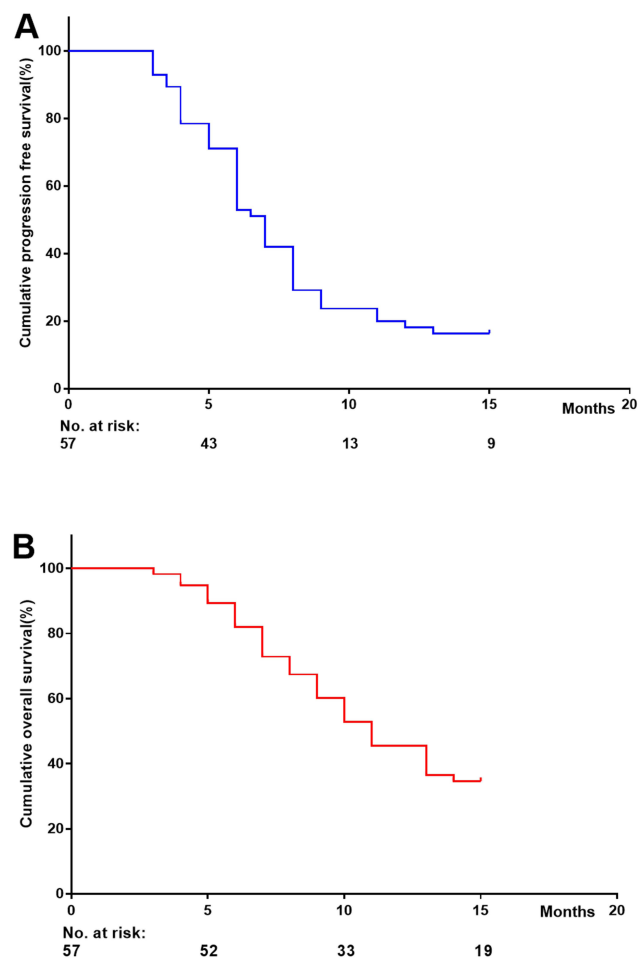 A
Cumulative progression free survival(%)
100
80
60
40
20
0
0 5 10 15 20
Months
No. at risk:
57 43 13 9
B
Cumulative overall survival(%)
100
80
60
40
20
0
0 5 10 15 20
Months
No. at risk:
57 52 33 19